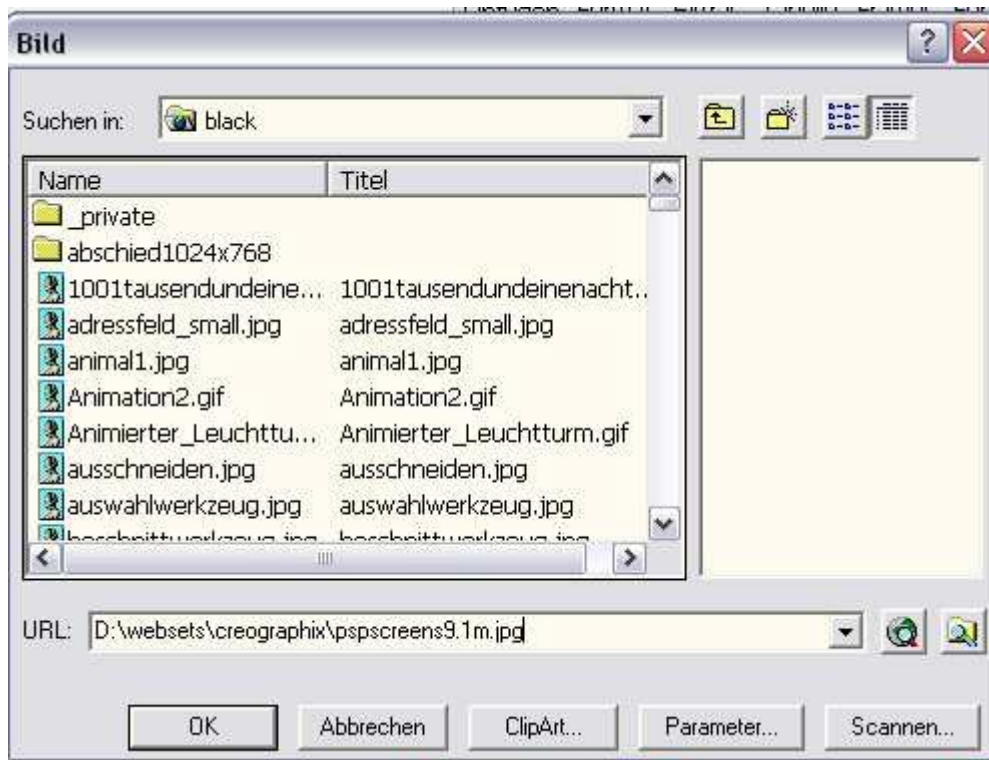 Bild
Suchen in: black
Name Titel
_private
abschied1024x768
1001tausendundeine... 1001tausendundeinenacht..
adressfeld_small.jpg adressfeld_small.jpg
animal1.jpg animal1.jpg
Animation2.gif Animation2.gif
Animierter_Leuchttu... Animierter_Leuchtturm.gif
ausschneiden.jpg ausschneiden.jpg
auswahlwerkzeug.jpg auswahlwerkzeug.jpg
URL: D:\websets\creographix\pspscreens9.1m.jpg
OK Abbrechen ClipArt... Parameter... Scannen...